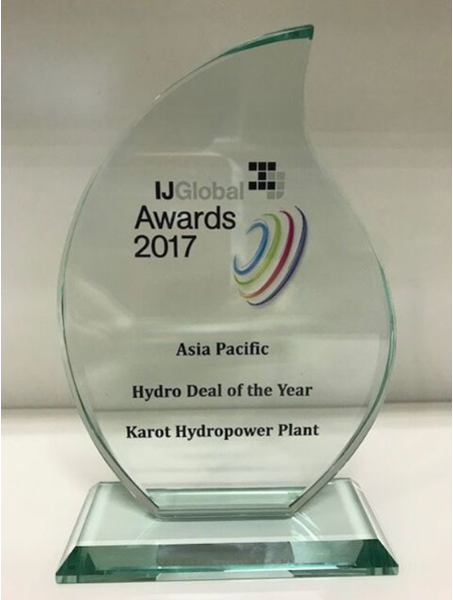 IJGlobal
Awards
2017
Asia Pacific
Hydro Deal of the Year
Karot Hydropower Plant